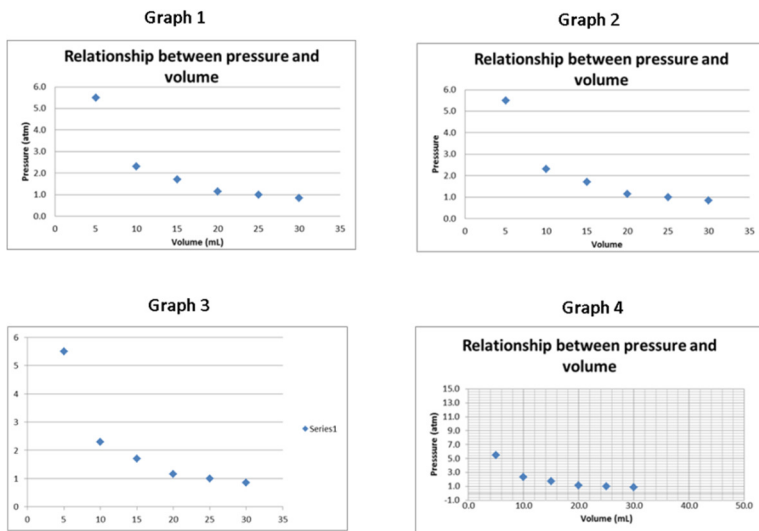 Graph 1
Relationship between pressure and
volume
6.0
5.0
4.0
3.0
2.0
1.0
0.0
Presssure (atm)
0 5 10 15 20 25 30 35
Volume (mL)
Graph 2
Relationship between pressure and
volume
6.0
5.0
4.0
3.0
2.0
1.0
0.0
Presssure
0 5 10 15 20 25 30 35
Volume
Graph 3
6
5
4
3
2
1
0
0 5 10 15 20 25 30 35
Series1
Graph 4
Relationship between pressure and
volume
15.0
13.0
11.0
9.0
7.0
5.0
3.0
1.0
-1.0
Presssure (atm)
0.0 10.0 20.0 30.0 40.0 50.0
Volume (mL)